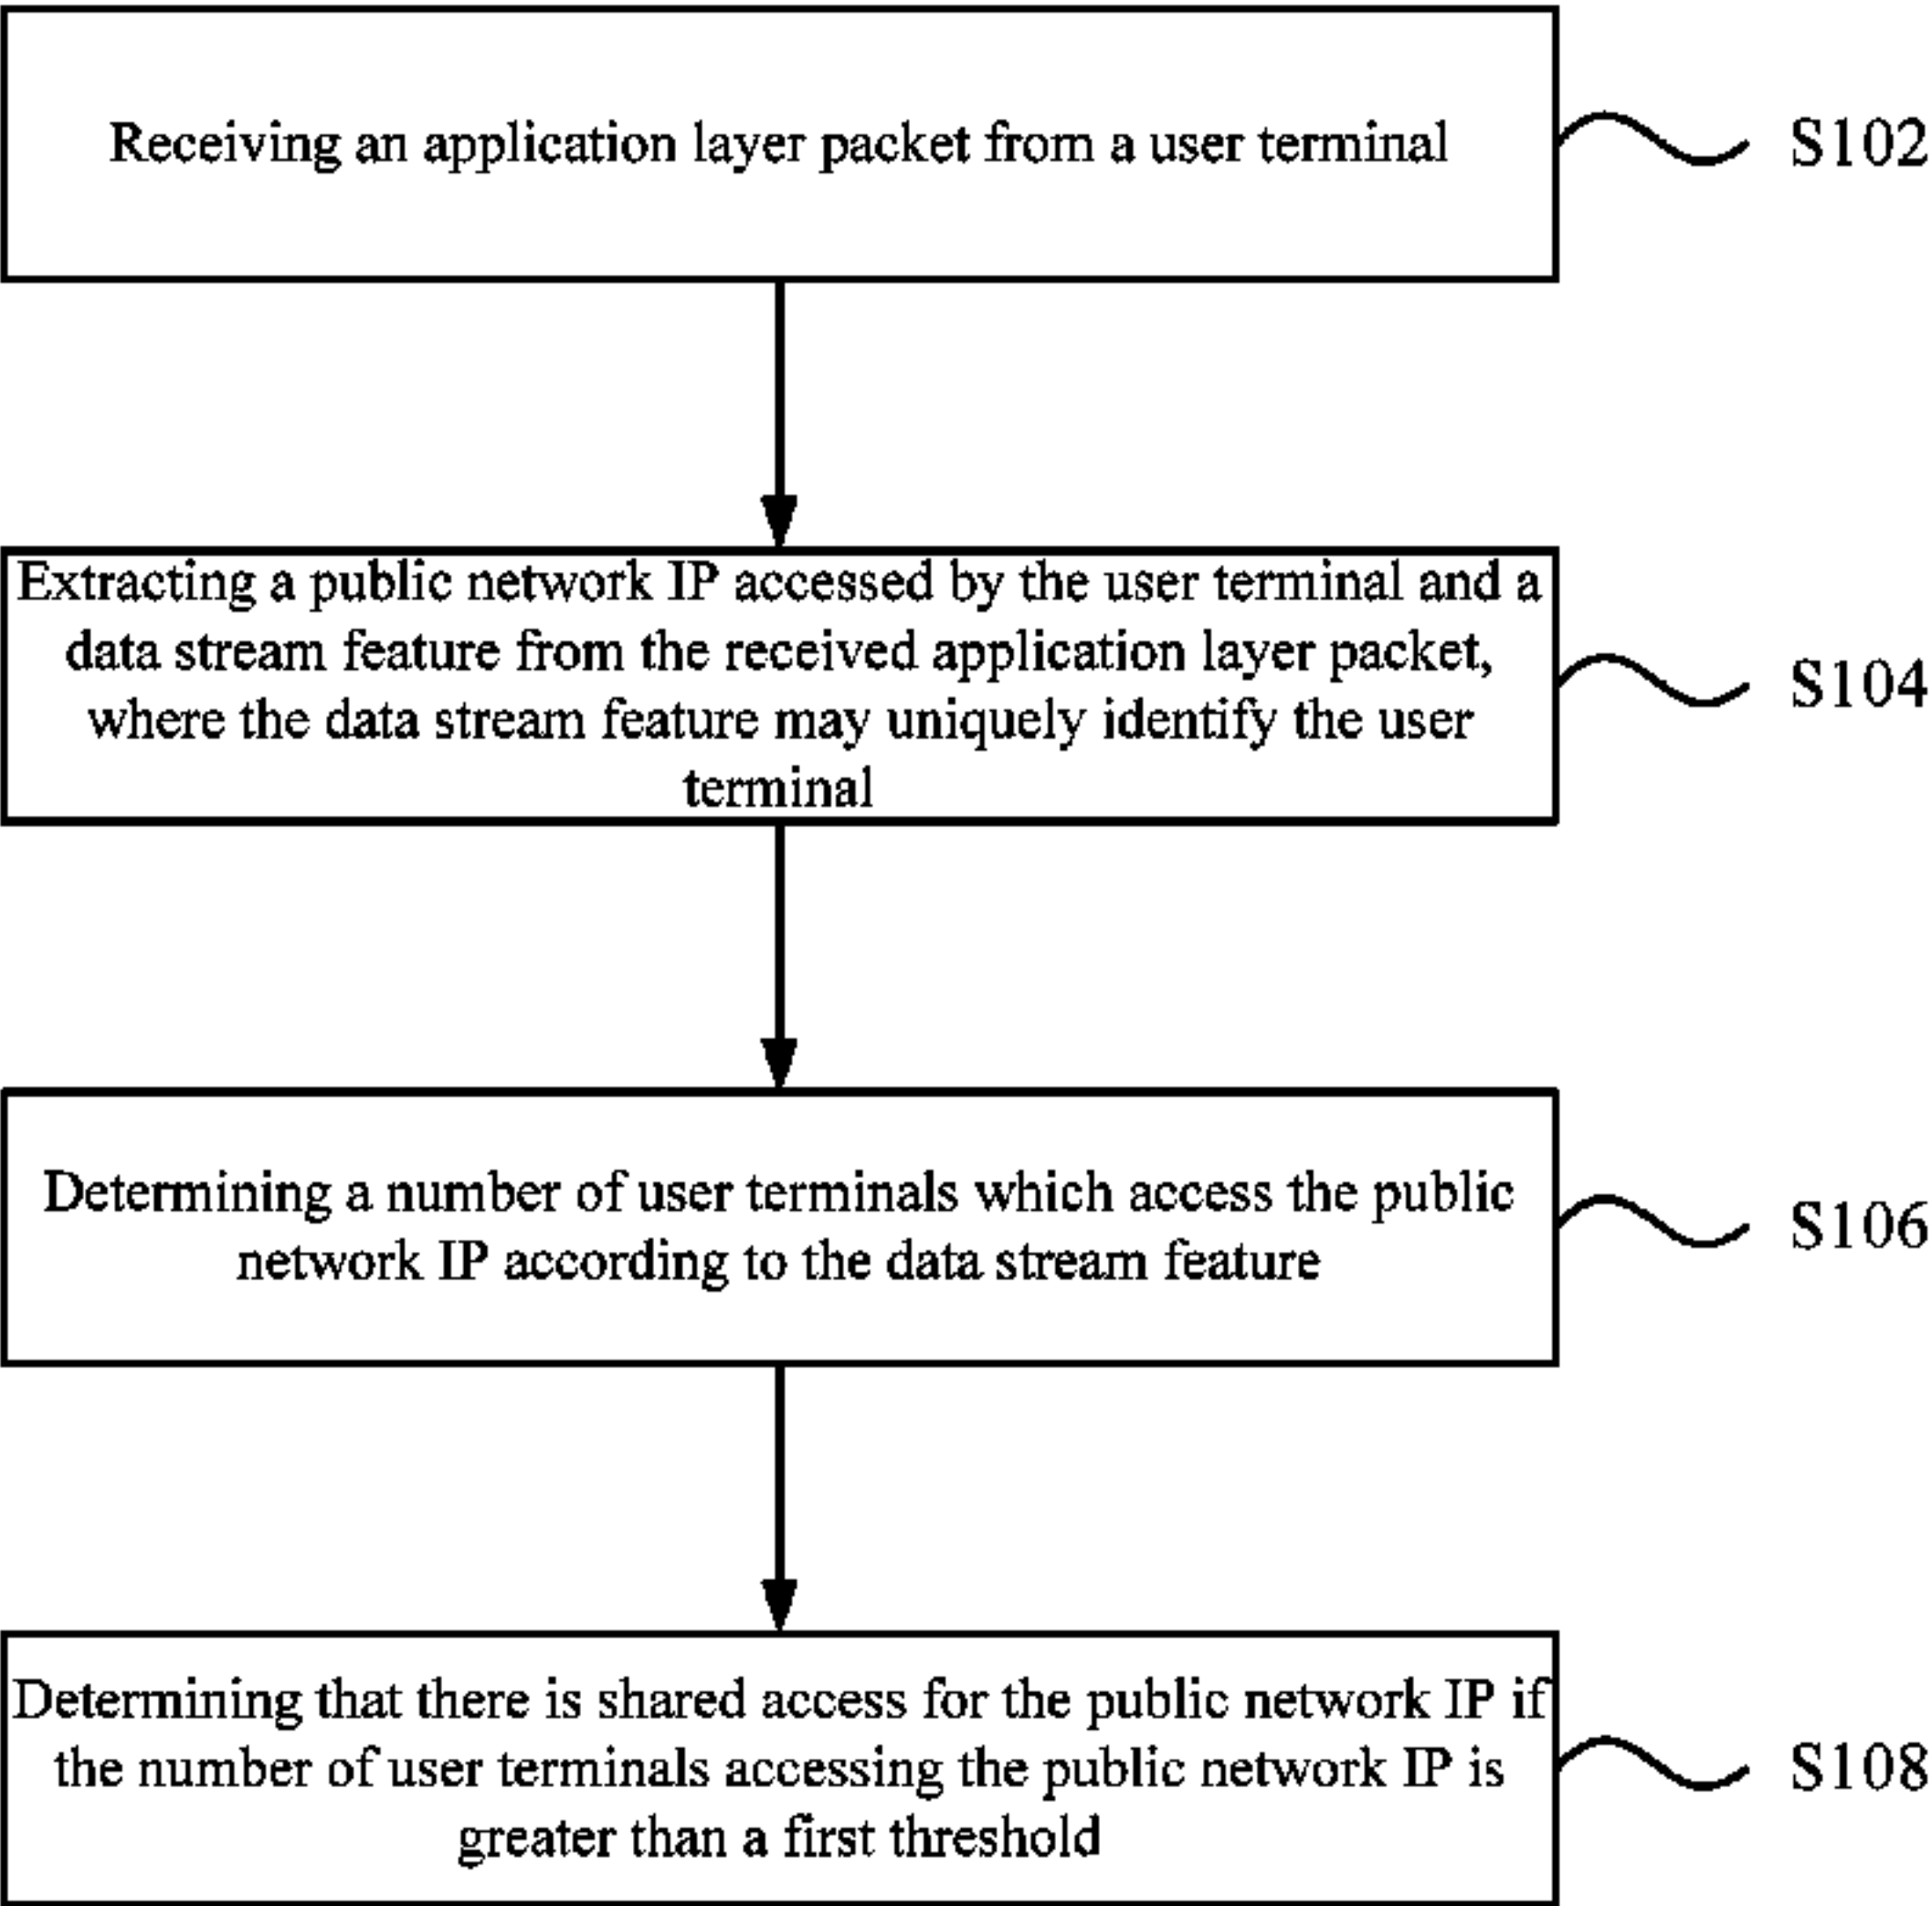 Receiving an application layer packet from a user terminal
S102
Extracting a public network IP accessed by the user terminal and a
data stream feature from the received application layer packet,
where the data stream feature may uniquely identify the user
terminal
S104
Determining a number of user terminals which access the public
network IP according to the data stream feature
S106
Determining that there is shared access for the public network IP if
the number of user terminals accessing the public network IP is
greater than a first threshold
S108